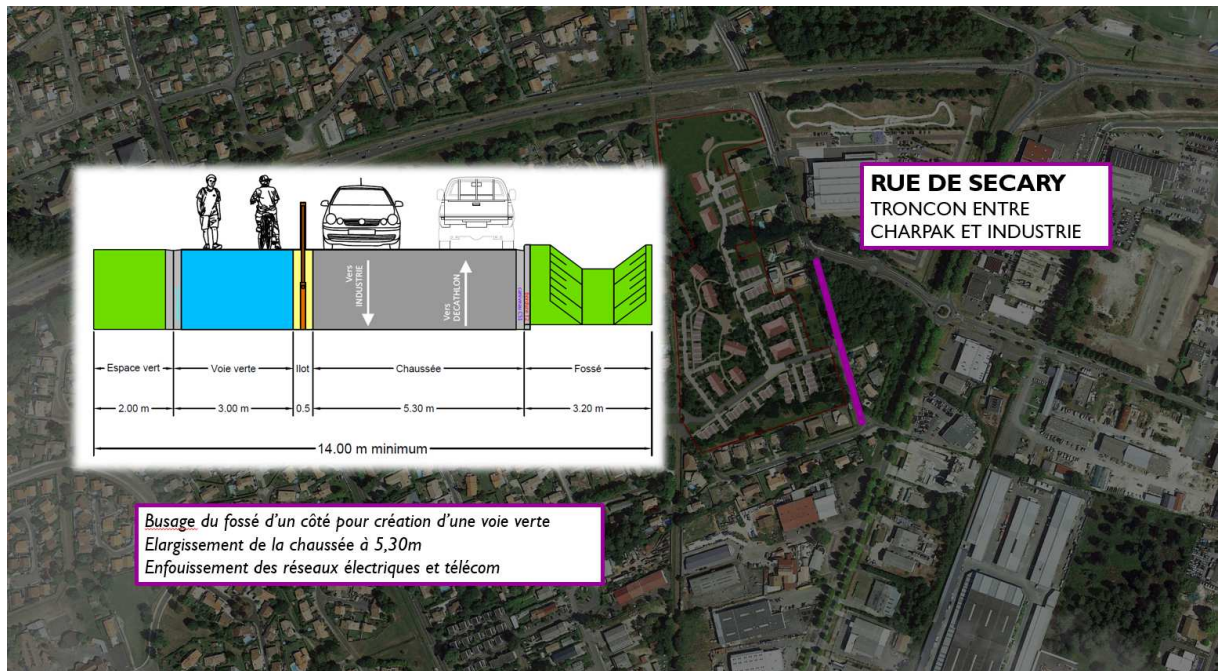 RUE DE SECARY
TRONCON ENTRE
CHARPAK ET INDUSTRIE
Vers
INDUSTRIE
Vers
DECATHLON
Espace vert
Voie verte
Ilot
Chaussée
Fossé
2.00 m
3.00 m
0.5
5.30 m
3.20 m
14.00 m minimum
Busage du fossé d'un côté pour création d'une voie verte
Elargissement de la chaussée à 5,30m
Enfouissement des réseaux électriques et télécom